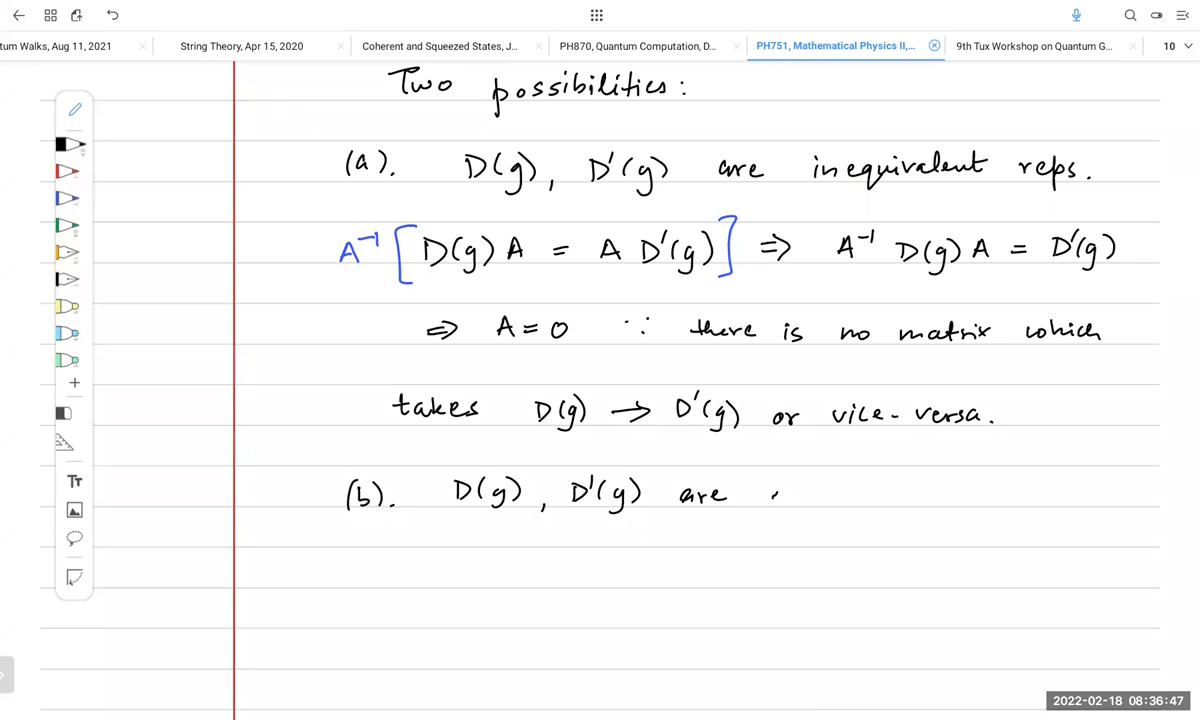 tum Walks, Aug 11, 2021
String Theory, Apr 15, 2020
Coherent and Squeezed States, J...
PH870, Quantum Computation, D...
PH751, Mathematical Physics II,...
9th Tux Workshop on Quantum G...
10
Two possibilities:
(a). D(g), D'(g) are inequivalent reps.
A⁻¹ [ D(g) A = A D'(g) ] ⇒ A⁻¹ D(g) A = D'(g)
⇒ A = 0 ∵ there is no matrix which
takes D(g) → D'(g) or vice-versa.
(b). D(g), D'(g) are
Tт
2022-02-18 08:36:47